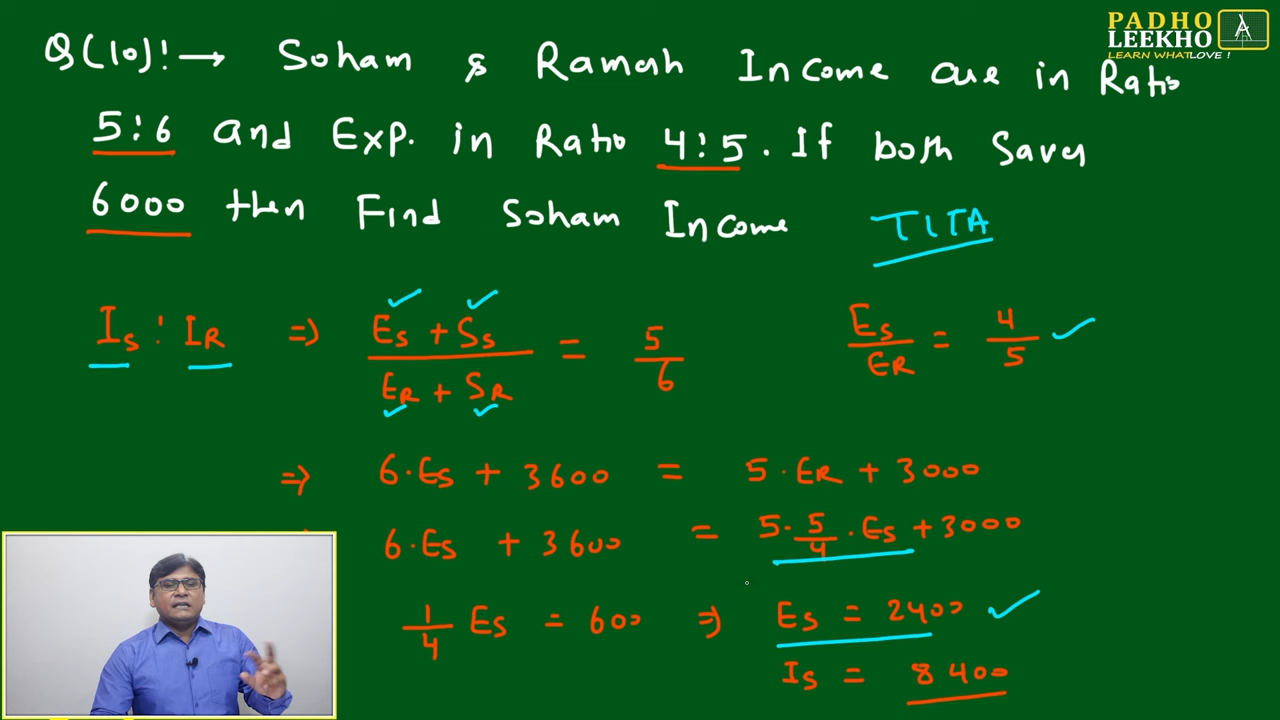 PADHO
LEEKHO
LEARN WHAT LOVE !
Q(10)!→ Soham & Ramah Income are in Ratio
5:6 and Exp. in Ratio 4:5. If both Saves
6000 then Find Soham Income TITA
Is : IR ⇒ Es + Ss / ER + SR = 5/6 Es/ER = 4/5
⇒ 6·Es + 3600 = 5·ER + 3000
6·Es + 3600 = 5·5/4·Es + 3000
1/4 Es = 600 ⇒ Es = 2400
Is = 8400